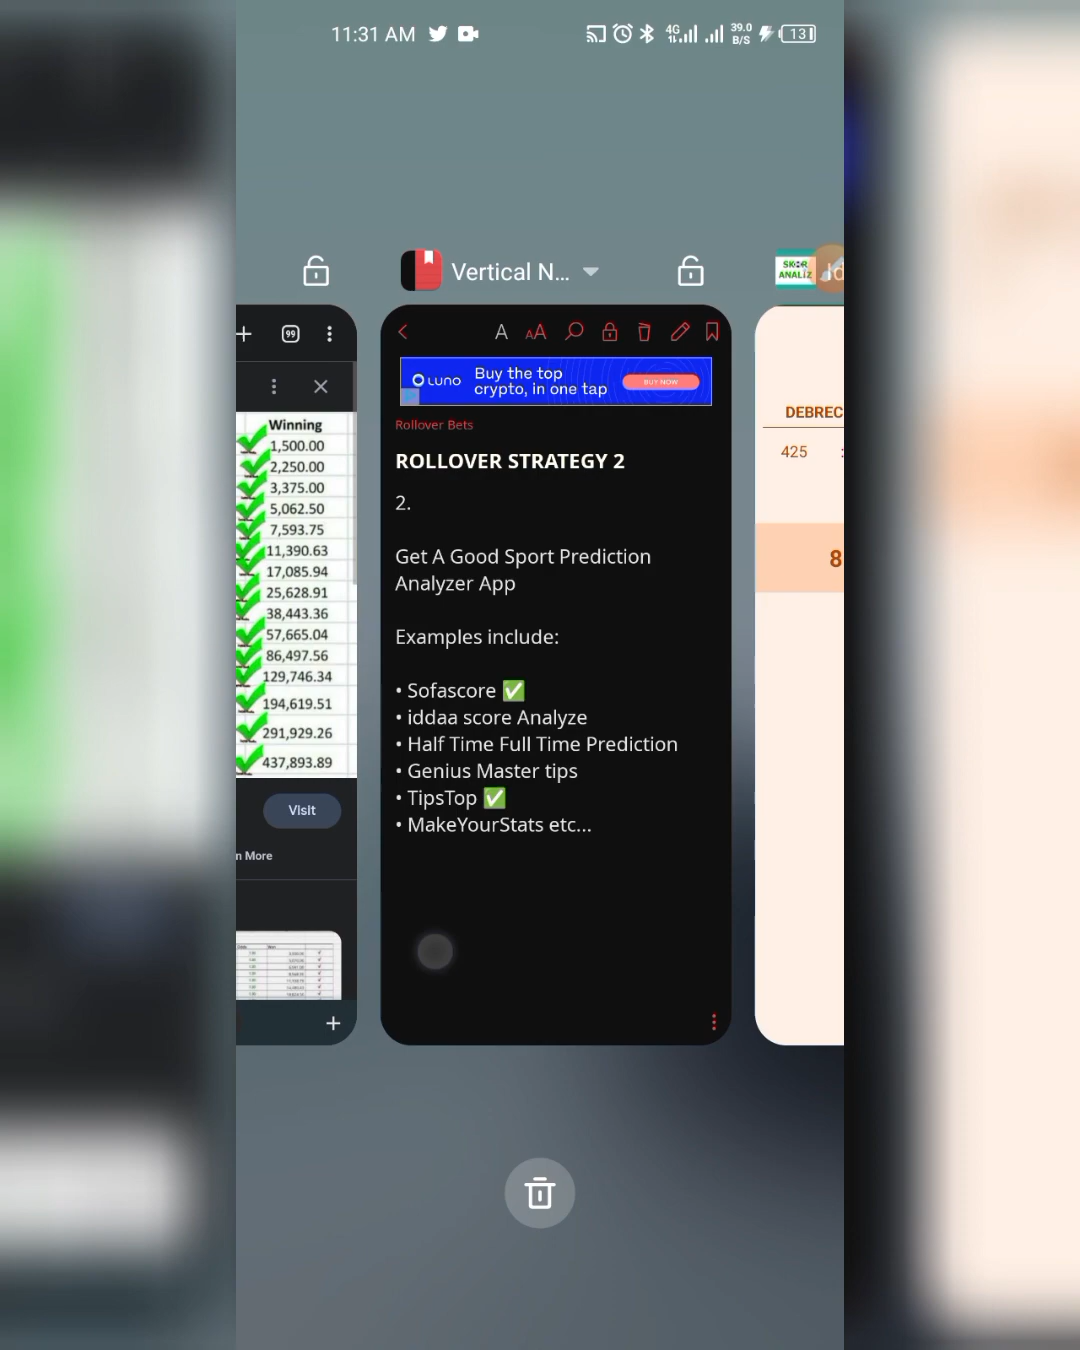 11:31 AM
4G
39.0
B/S
13
Vertical N...
SKOR
ANALİZ
Id
99
LUNO
Buy the top
crypto, in one tap
BUY NOW
Winning
1,500.00
2,250.00
3,375.00
5,062.50
7,593.75
11,390.63
17,085.94
25,628.91
38,443.36
57,665.04
86,497.56
129,746.34
194,619.51
291,929.26
437,893.89
Visit
n More
A
AA
Rollover Bets
ROLLOVER STRATEGY 2
2.
Get A Good Sport Prediction
Analyzer App
Examples include:
• Sofascore ✅
• iddaa score Analyze
• Half Time Full Time Prediction
• Genius Master tips
• TipsTop ✅
• MakeYourStats etc...
DEBREC
425 :
8